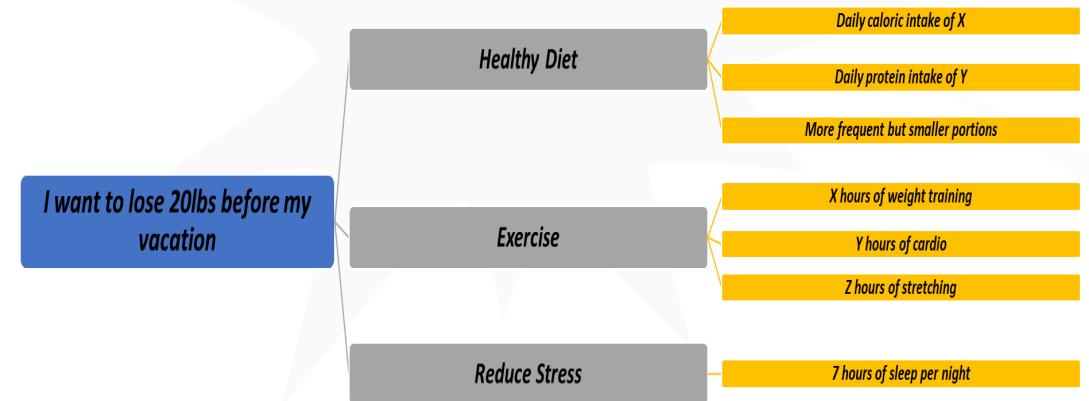 I want to lose 20lbs before my
vacation
Healthy Diet
Daily caloric intake of X
Daily protein intake of Y
More frequent but smaller portions
Exercise
X hours of weight training
Y hours of cardio
Z hours of stretching
Reduce Stress
7 hours of sleep per night